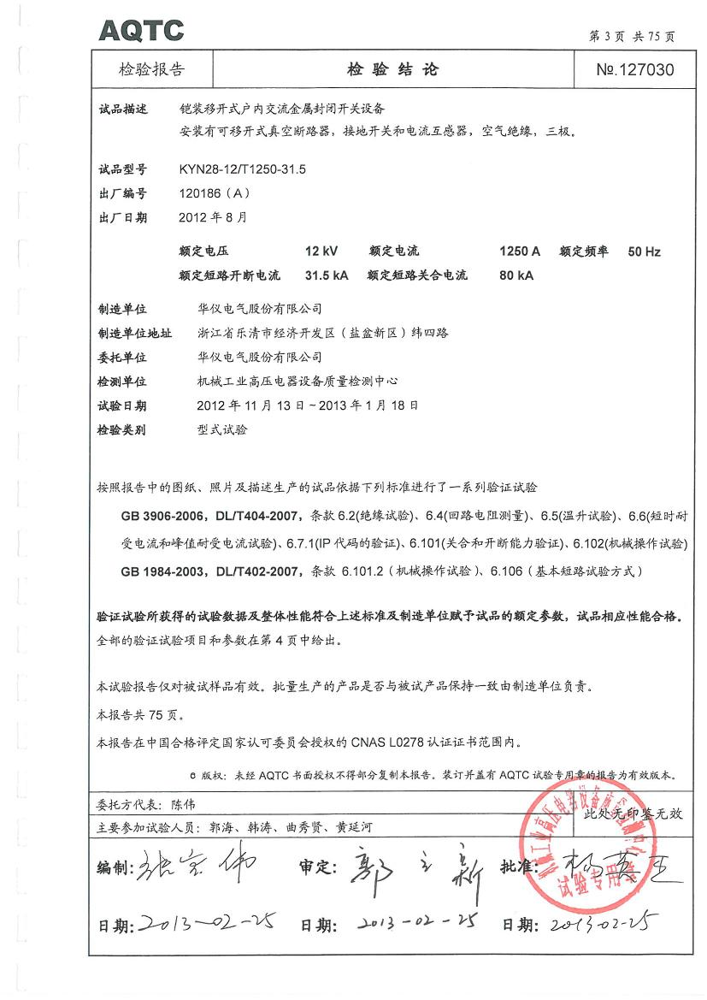 AQTC
第 3 页 共 75 页
检验报告 检 验 结 论 №.127030
试品描述 铠装移开式户内交流金属封闭开关设备
安装有可移开式真空断路器，接地开关和电流互感器，空气绝缘，三极。
试品型号 KYN28-12/T1250-31.5
出厂编号 120186（A）
出厂日期 2012 年 8 月
额定电压 12 kV 额定电流 1250 A 额定频率 50 Hz
额定短路开断电流 31.5 kA 额定短路关合电流 80 kA
制造单位 华仪电气股份有限公司
制造单位地址 浙江省乐清市经济开发区（盐盆新区）纬四路
委托单位 华仪电气股份有限公司
检测单位 机械工业高压电器设备质量检测中心
试验日期 2012 年 11 月 13 日 ~ 2013 年 1 月 18 日
检验类别 型式试验
按照报告中的图纸、照片及描述生产的试品依据下列标准进行了一系列验证试验
GB 3906-2006，DL/T404-2007，条款 6.2(绝缘试验)、6.4(回路电阻测量)、6.5(温升试验)、6.6(短时耐
受电流和峰值耐受电流试验)、6.7.1(IP 代码的验证)、6.101(关合和开断能力验证)、6.102(机械操作试验)
GB 1984-2003，DL/T402-2007，条款 6.101.2（机械操作试验）、6.106（基本短路试验方式）
验证试验所获得的试验数据及整体性能符合上述标准及制造单位赋予试品的额定参数，试品相应性能合格。
全部的验证试验项目和参数在第 4 页中给出。
本试验报告仅对被试样品有效。批量生产的产品是否与被试产品保持一致由制造单位负责。
本报告共 75 页。
本报告在中国合格评定国家认可委员会授权的 CNAS L0278 认证证书范围内。
© 版权：未经 AQTC 书面授权不得部分复制本报告。装订并盖有 AQTC 试验专用章的报告为有效版本。
委托方代表：陈伟
此处无印鉴无效
主要参加试验人员：郭海、韩涛、曲秀贤、黄延河
编制: 审定: 批准:
试验专用章
日期: 2013-02-25 日期: 2013-02-25 日期: 2013-02-25